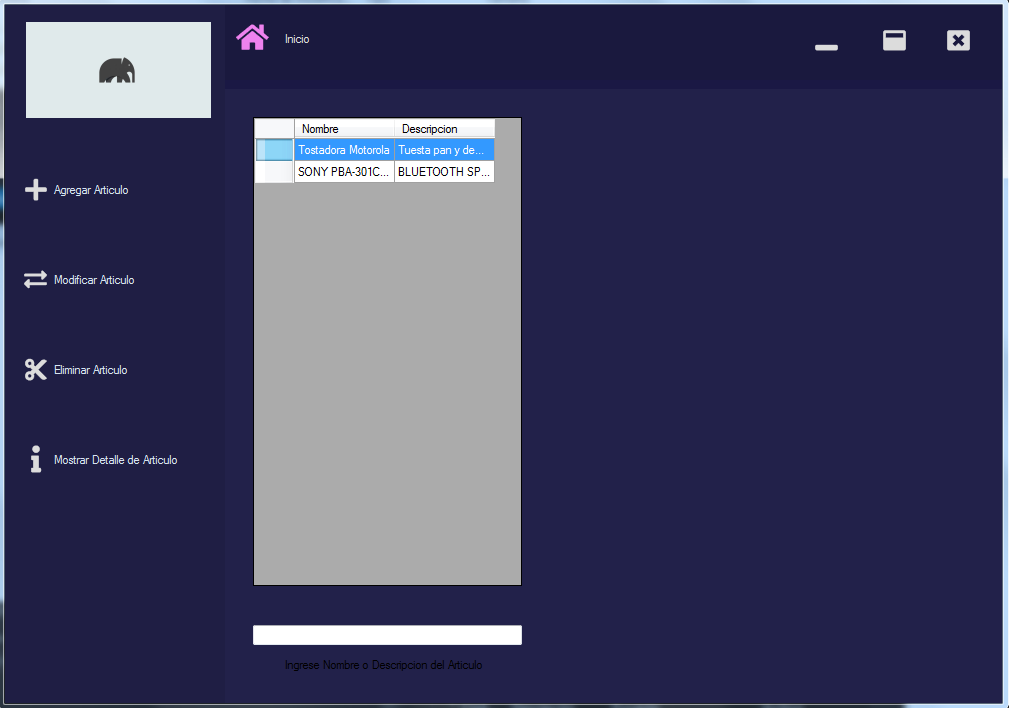 Inicio
Agregar Articulo
Modificar Articulo
Eliminar Articulo
Mostrar Detalle de Articulo
Nombre Descripcion
Tostadora Motorola Tuesta pan y de...
SONY PBA-301C... BLUETOOTH SP...
Ingrese Nombre o Descripcion del Articulo